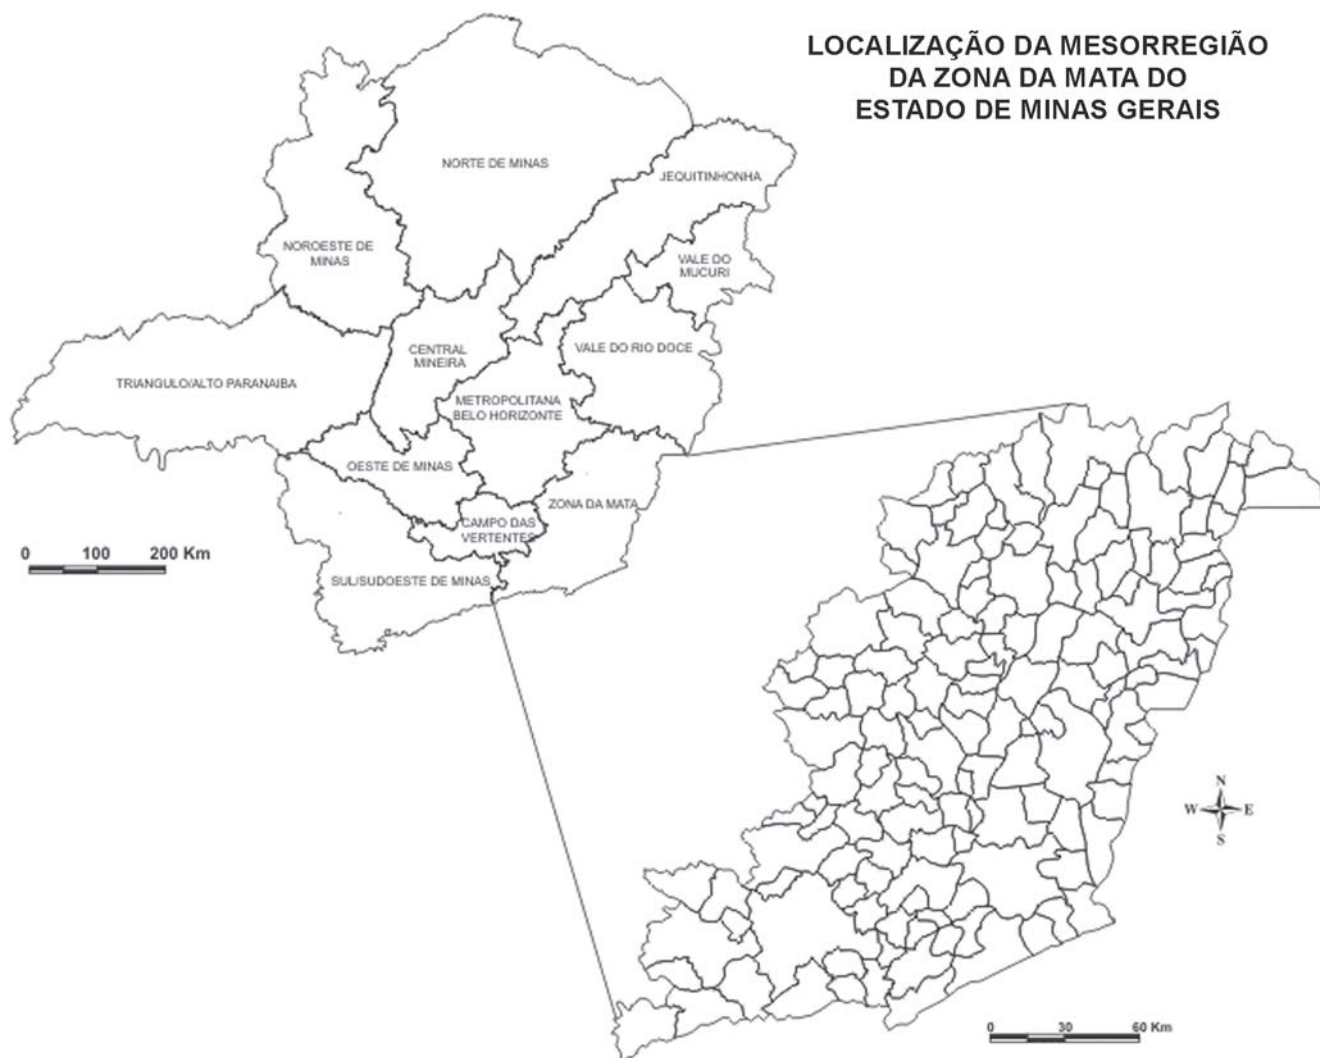 LOCALIZAÇÃO DA MESORREGIÃO
DA ZONA DA MATA DO
ESTADO DE MINAS GERAIS
NORTE DE MINAS
JEQUITINHONHA
NOROESTE DE
MINAS
VALE DO
MUCURI
CENTRAL
MINEIRA
VALE DO RIO DOCE
TRIANGULO/ALTO PARANAIBA
METROPOLITANA
BELO HORIZONTE
OESTE DE MINAS
ZONA DA MATA
CAMPO DAS
VERTENTES
SUL/SUDOESTE DE MINAS
0 100 200 Km
N
W E
S
0 30 60 Km